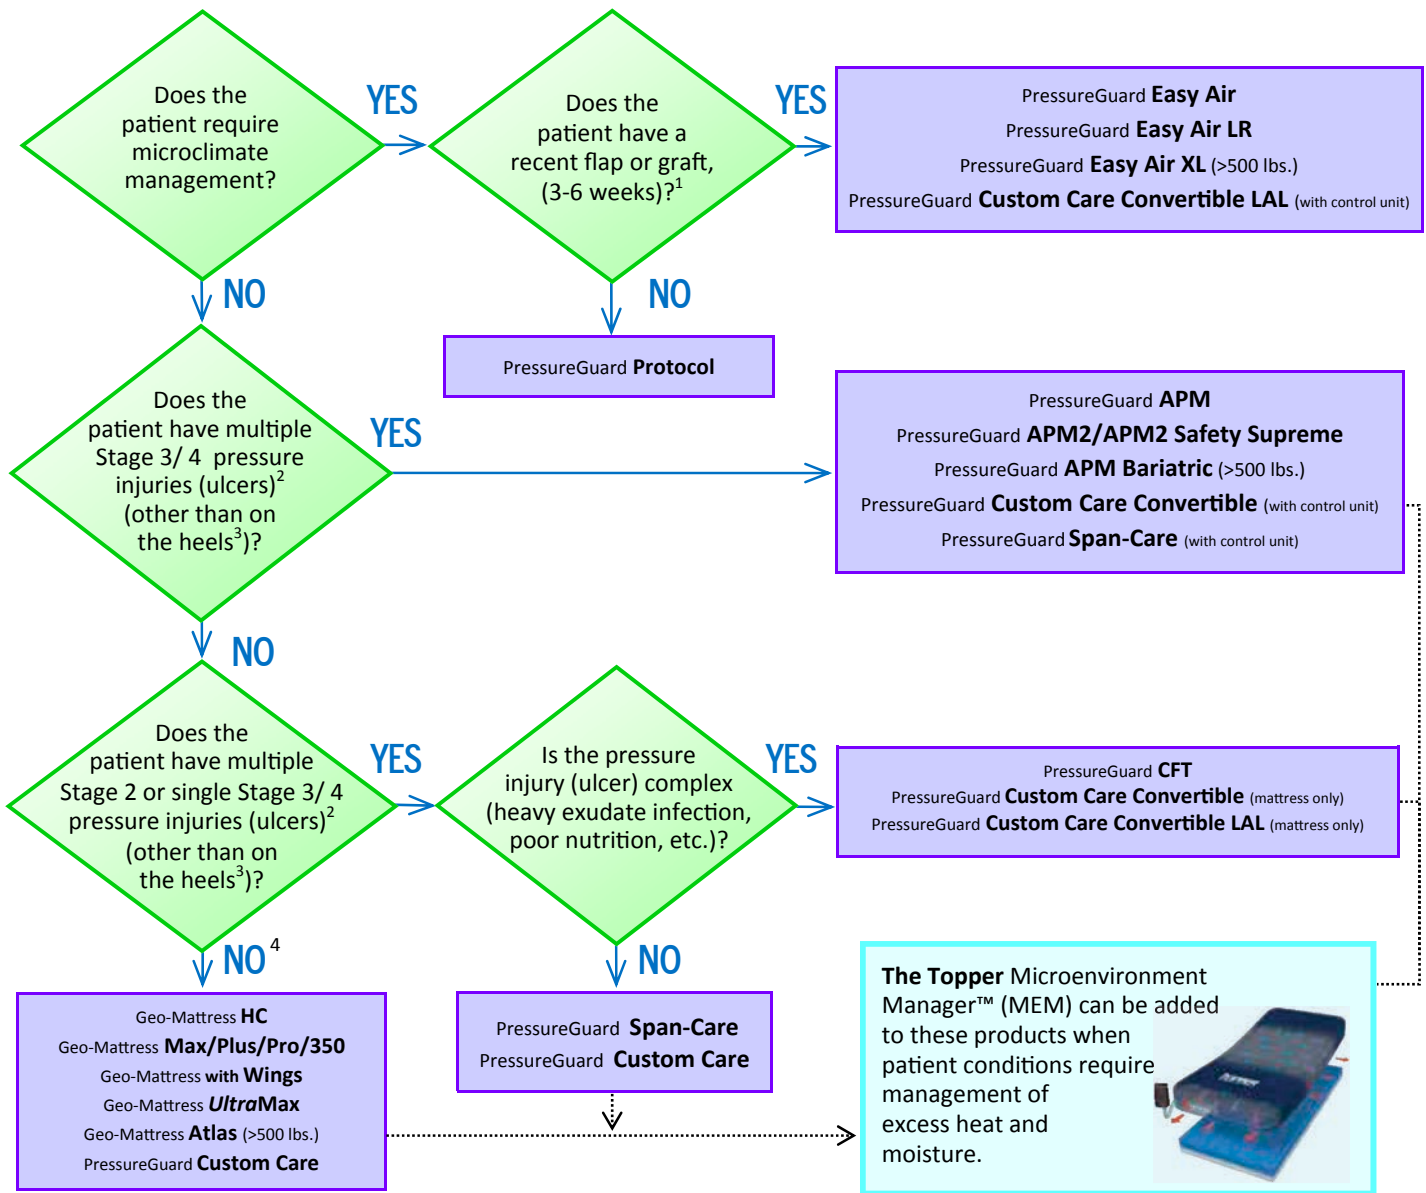 Does the
patient require
microclimate
management?
YES
Does the
patient have a
recent flap or graft,
(3-6 weeks)?1
YES
PressureGuard Easy Air
PressureGuard Easy Air LR
PressureGuard Easy Air XL (>500 lbs.)
PressureGuard Custom Care Convertible LAL (with control unit)
NO
NO
PressureGuard Protocol
Does the
patient have multiple
Stage 3/ 4 pressure
injuries (ulcers)2
(other than on
the heels3)?
YES
PressureGuard APM
PressureGuard APM2/APM2 Safety Supreme
PressureGuard APM Bariatric (>500 lbs.)
PressureGuard Custom Care Convertible (with control unit)
PressureGuard Span-Care (with control unit)
NO
Does the
patient have multiple
Stage 2 or single Stage 3/ 4
pressure injuries (ulcers)2
(other than on
the heels3)?
YES
Is the pressure
injury (ulcer) complex
(heavy exudate infection,
poor nutrition, etc.)?
YES
PressureGuard CFT
PressureGuard Custom Care Convertible (mattress only)
PressureGuard Custom Care Convertible LAL (mattress only)
NO4
NO
Geo-Mattress HC
Geo-Mattress Max/Plus/Pro/350
Geo-Mattress with Wings
Geo-Mattress UltraMax
Geo-Mattress Atlas (>500 lbs.)
PressureGuard Custom Care
PressureGuard Span-Care
PressureGuard Custom Care
The Topper Microenvironment
Manager™ (MEM) can be added
to these products when
patient conditions require
management of
excess heat and
moisture.